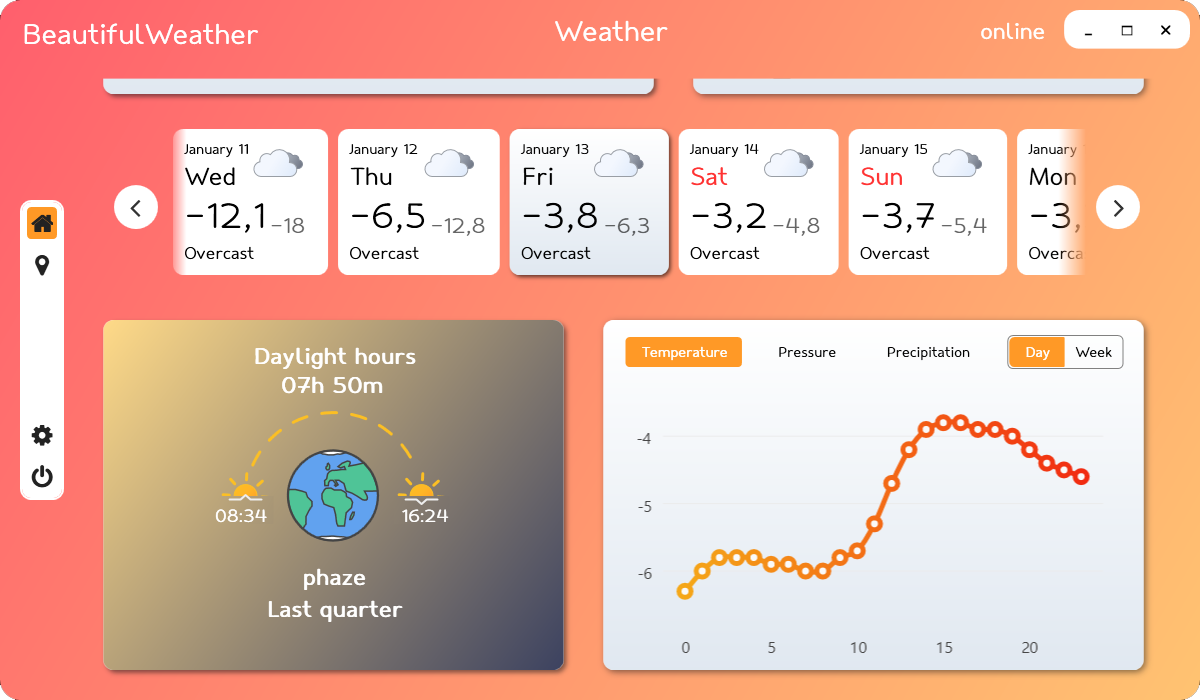 BeautifulWeather
Weather
online
January 11
Wed
-12,1 -18
Overcast
January 12
Thu
-6,5 -12,8
Overcast
January 13
Fri
-3,8 -6,3
Overcast
January 14
Sat
-3,2 -4,8
Overcast
January 15
Sun
-3,7 -5,4
Overcast
January
Mon
-3,
Overca
Daylight hours
07h 50m
08:34
16:24
phaze
Last quarter
Temperature
Pressure
Precipitation
Day
Week
-4
-5
-6
0 5 10 15 20